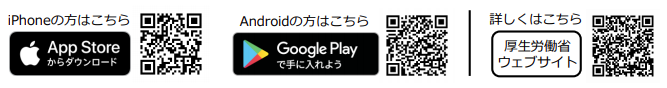 iPhoneの方はこちら
App Store
からダウンロード
Androidの方はこちら
Google Play
で手に入れよう
詳しくはこちら
厚生労働省
ウェブサイト